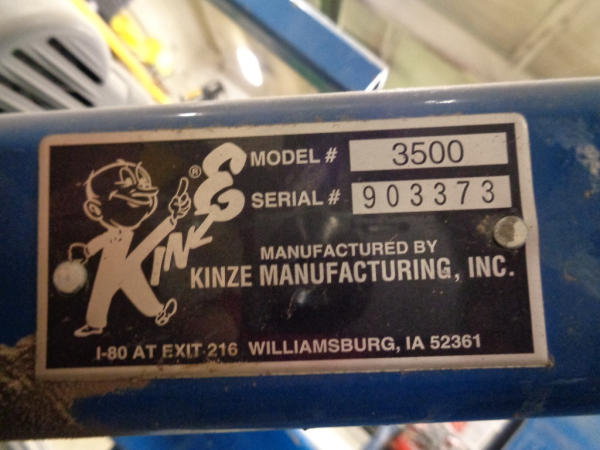 MODEL # 3500
SERIAL # 903373
KINZE ®
MANUFACTURED BY
KINZE MANUFACTURING, INC.
I-80 AT EXIT 216 WILLIAMSBURG, IA 52361